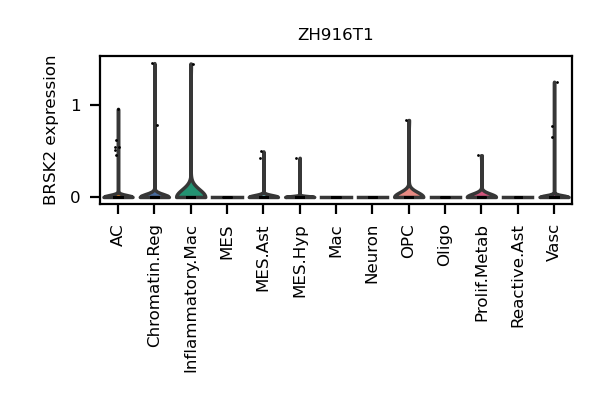 ZH916T1
BRSK2 expression
1
0
AC
Chromatin.Reg
Inflammatory.Mac
MES
MES.Ast
MES.Hyp
Mac
Neuron
OPC
Oligo
Prolif.Metab
Reactive.Ast
Vasc